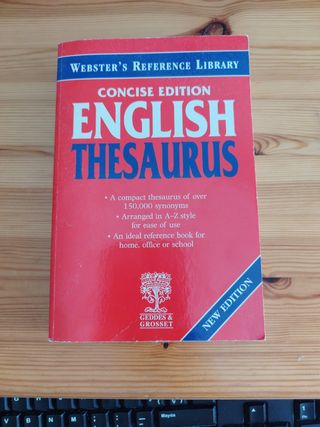 WEBSTER'S REFERENCE LIBRARY
CONCISE EDITION
ENGLISH
THESAURUS
• A compact thesaurus of over
150,000 synonyms
• Arranged in A–Z style
for ease of use
• An ideal reference book for
home, office or school
GEDDES &
GROSSET
NEW EDITION
Mayús